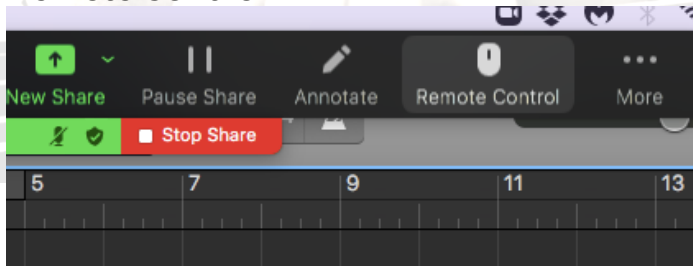 New Share Pause Share Annotate Remote Control More
Stop Share
5 7 9 11 13